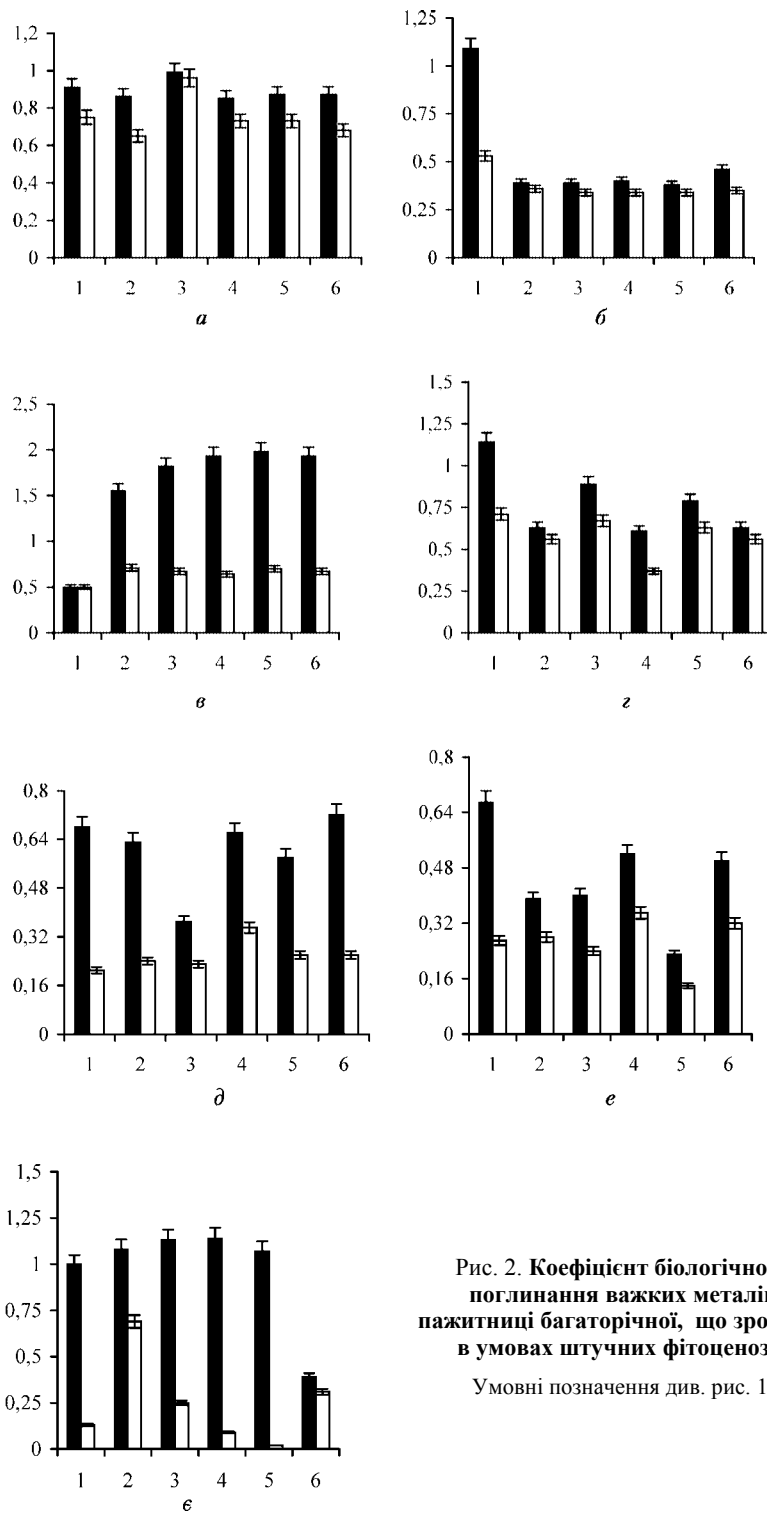 1,2
1
0,8
0,6
0,4
0,2
0
1 2 3 4 5 6
а
1,25
1
0,75
0,5
0,25
0
1 2 3 4 5 6
б
2,5
2
1,5
1
0,5
0
1 2 3 4 5 6
в
1,5
1,25
1
0,75
0,5
0,25
0
1 2 3 4 5 6
г
0,8
0,64
0,48
0,32
0,16
0
1 2 3 4 5 6
д
0,8
0,64
0,48
0,32
0,16
0
1 2 3 4 5 6
е
1,5
1,25
1
0,75
0,5
0,25
0
1 2 3 4 5 6
є
Рис. 2. Коефіцієнт біологічно
поглинання важких металі
пажитниці багаторічної, що зро
в умовах штучних фітоценоз
Умовні позначення див. рис. 1